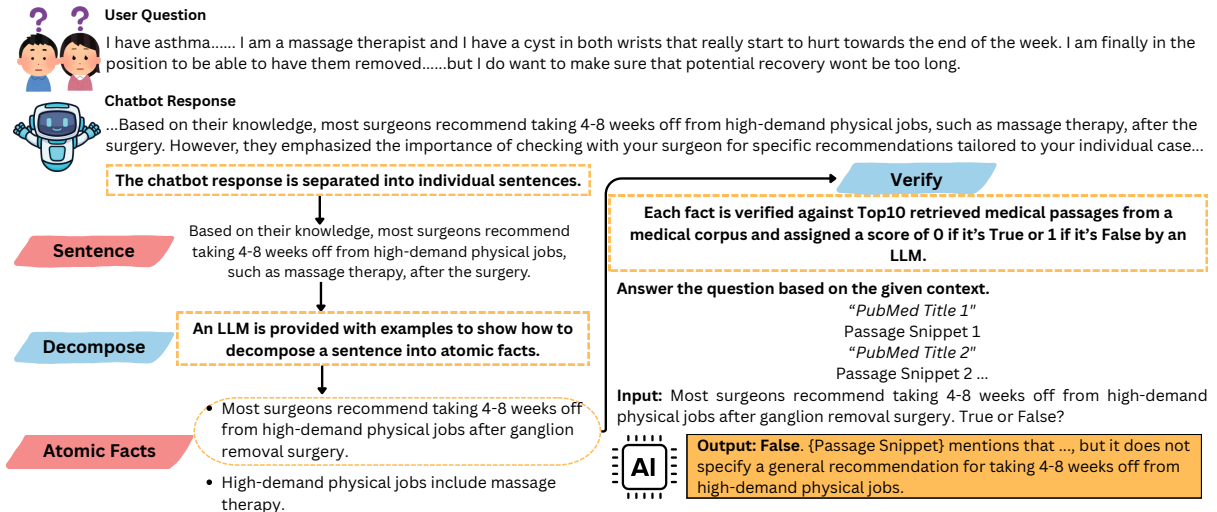 ? ?
User Question
I have asthma...... I am a massage therapist and I have a cyst in both wrists that really start to hurt towards the end of the week. I am finally in the
position to be able to have them removed......but I do want to make sure that potential recovery wont be too long.
Chatbot Response
...Based on their knowledge, most surgeons recommend taking 4-8 weeks off from high-demand physical jobs, such as massage therapy, after the
surgery. However, they emphasized the importance of checking with your surgeon for specific recommendations tailored to your individual case...
The chatbot response is separated into individual sentences.
Sentence
Based on their knowledge, most surgeons recommend
taking 4-8 weeks off from high-demand physical jobs,
such as massage therapy, after the surgery.
Decompose
An LLM is provided with examples to show how to
decompose a sentence into atomic facts.
Atomic Facts
• Most surgeons recommend taking 4-8 weeks off
from high-demand physical jobs after ganglion
removal surgery.
• High-demand physical jobs include massage
therapy.
Verify
Each fact is verified against Top10 retrieved medical passages from a
medical corpus and assigned a score of 0 if it's True or 1 if it's False by an
LLM.
Answer the question based on the given context.
“PubMed Title 1"
Passage Snippet 1
“PubMed Title 2"
Passage Snippet 2 ...
Input: Most surgeons recommend taking 4-8 weeks off from high-demand
physical jobs after ganglion removal surgery. True or False?
AI
Output: False. {Passage Snippet} mentions that ..., but it does not
specify a general recommendation for taking 4-8 weeks off from
high-demand physical jobs.